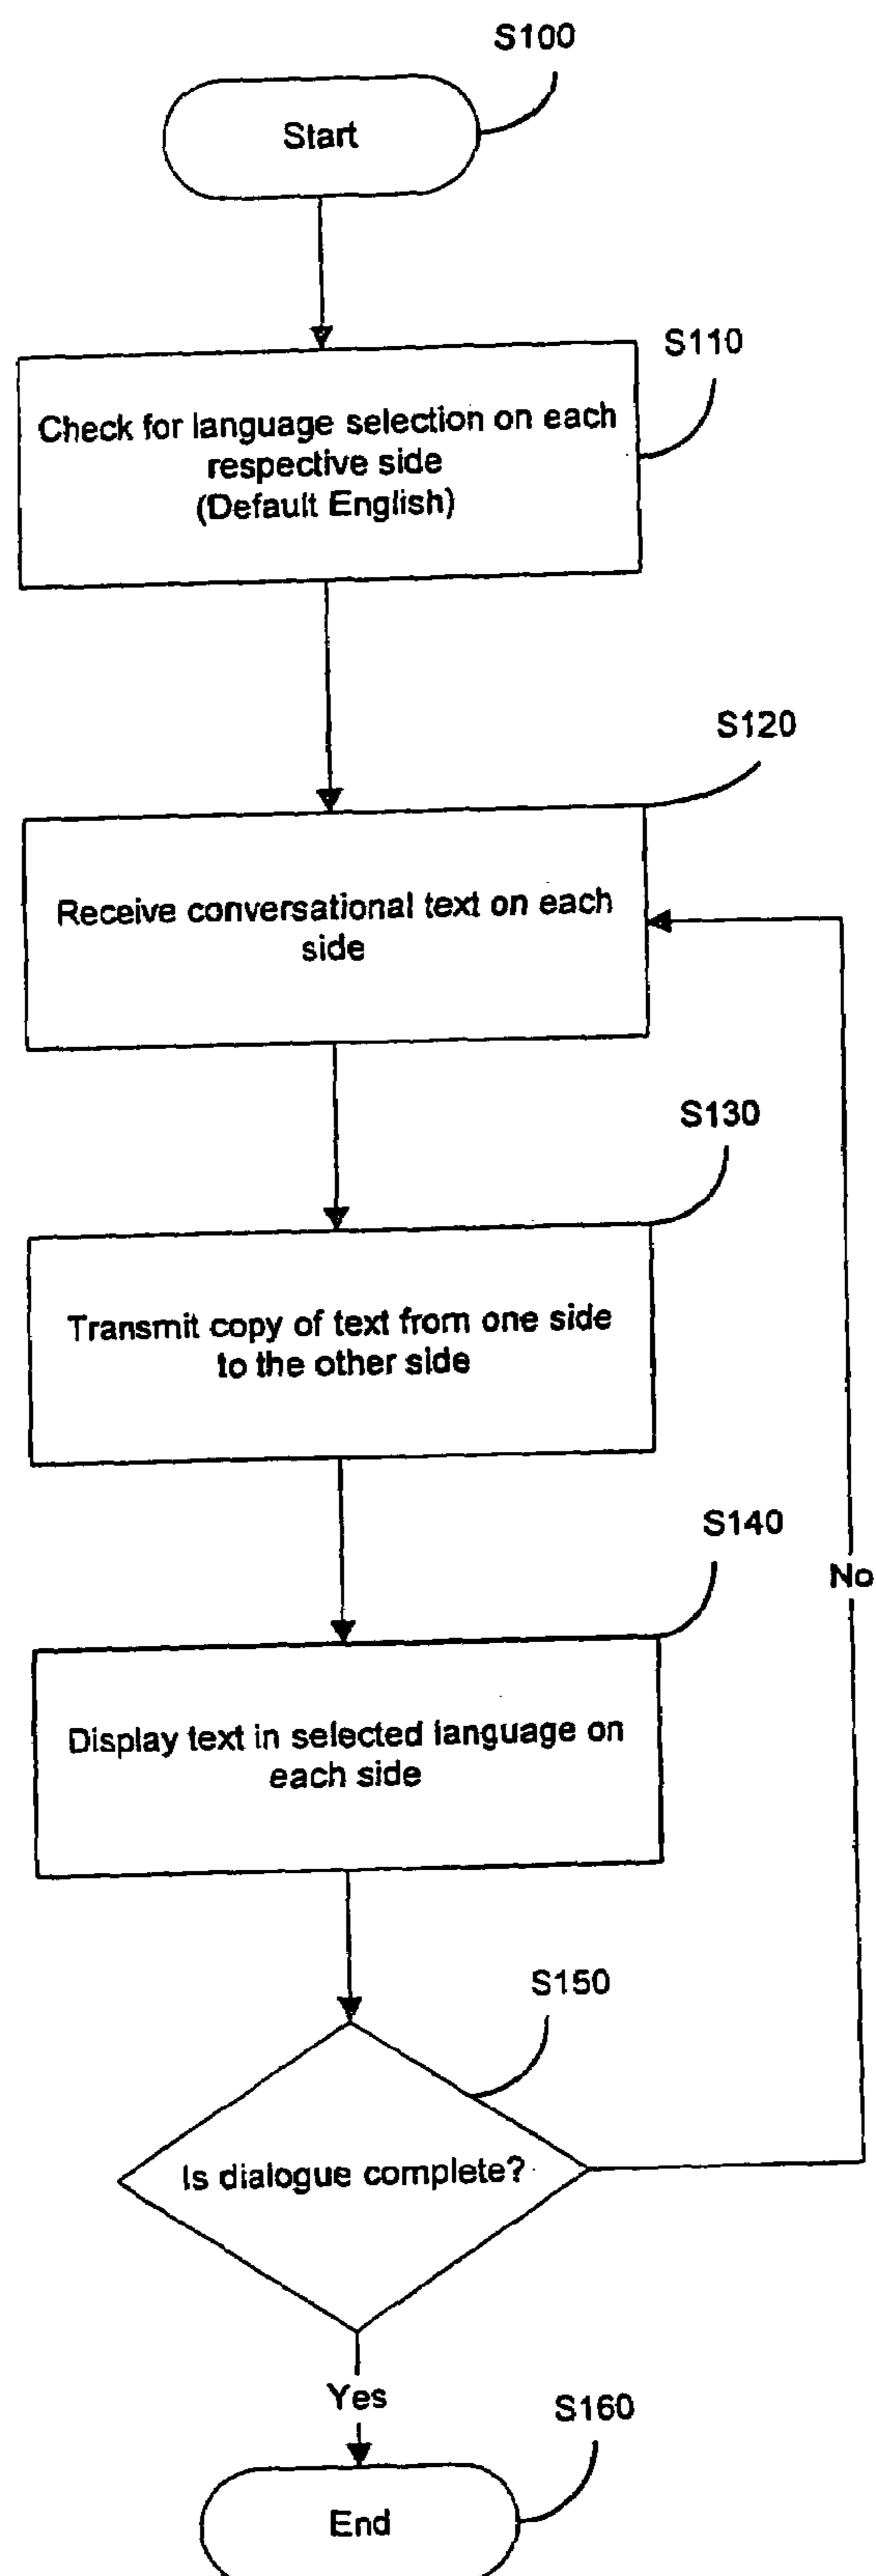 S100
Start
S110
Check for language selection on each
respective side
(Default English)
S120
Receive conversational text on each
side
S130
Transmit copy of text from one side
to the other side
S140
No
Display text in selected language on
each side
S150
Is dialogue complete?
Yes
S160
End